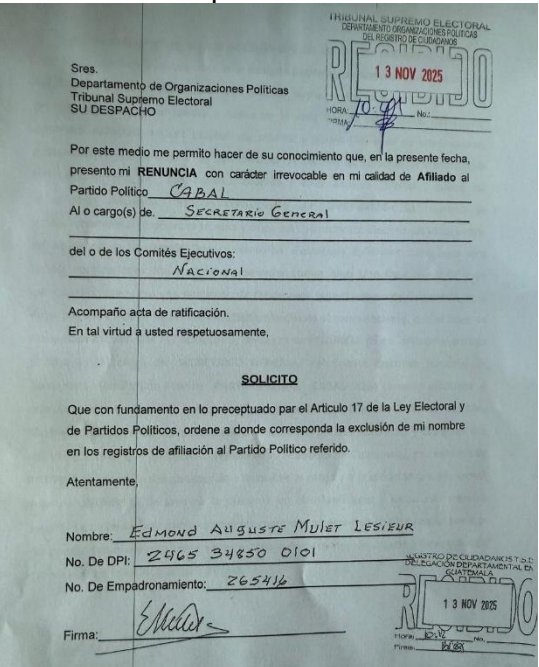 TRIBUNAL SUPREMO ELECTORAL
DEPARTAMENTO ORGANIZACIONES POLITICAS
DEL REGISTRO DE CIUDADANOS
RECIBIDO
13 NOV 2025
HORA: No.:
FIRMA:
Sres.
Departamento de Organizaciones Políticas
Tribunal Supremo Electoral
SU DESPACHO
Por este medio me permito hacer de su conocimiento que, en la presente fecha,
presento mi RENUNCIA con carácter irrevocable en mi calidad de Afiliado al
Partido Político CABAL
Al o cargo(s) de. SECRETARIO GENERAL
del o de los Comités Ejecutivos:
NACIONAL
Acompaño acta de ratificación.
En tal virtud a usted respetuosamente,
SOLICITO
Que con fundamento en lo preceptuado par el Articulo 17 de la Ley Electoral y
de Partidos Políticos, ordene a donde corresponda la exclusión de mi nombre
en los registros de afiliación al Partido Político referido.
Atentamente,
Nombre: EDMOND AUGUSTE MULET LESIEUR
No. De DPI: 2465 34850 0101
No. De Empadronamiento: 265416
Firma:
REGISTRO DE CIUDADANOS T.S.E.
DELEGACIÓN DEPARTAMENTAL EN
GUATEMALA
13 NOV 2025
Hora: No.
Firma: